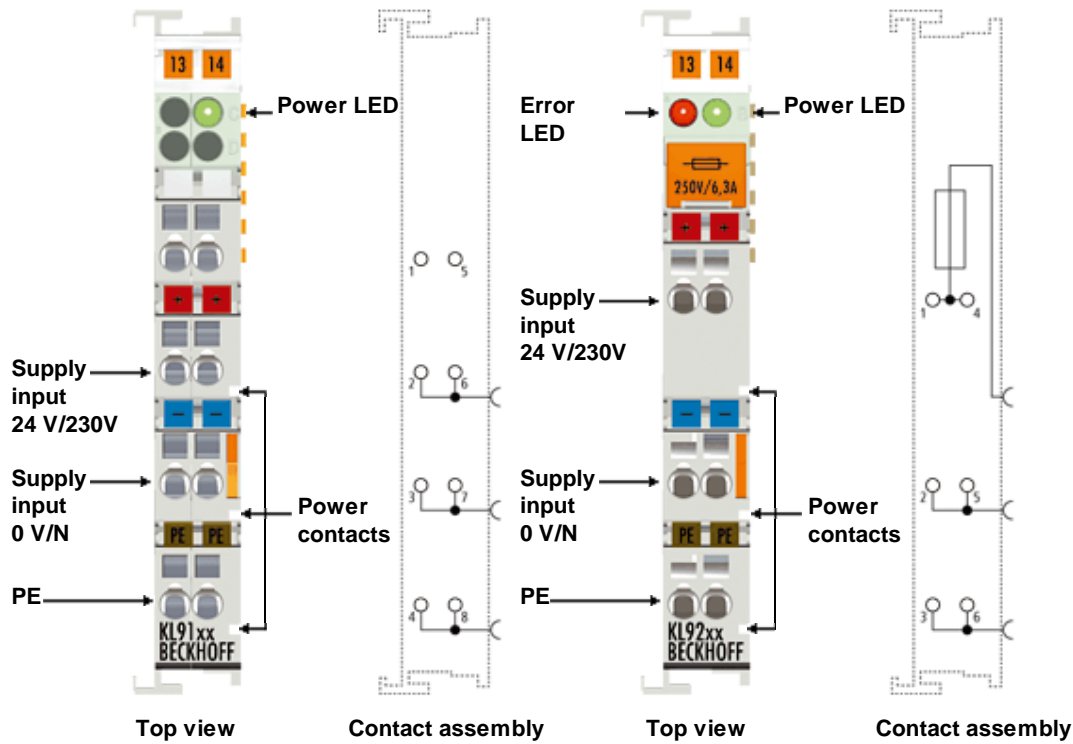 13 14
Power LED
C
D
+ +
Supply
input
24 V/230V
- -
Supply
input
0 V/N
Power
contacts
PE PE
PE
KL91xx
BECKHOFF
Top view
1 5
2 6
3 7
4 8
Contact assembly
13 14
Error
LED
Power LED
B
250V/6,3A
+ +
Supply
input
24 V/230V
- -
Supply
input
0 V/N
Power
contacts
PE PE
PE
KL92xx
BECKHOFF
Top view
1 4
2 5
3 6
Contact assembly